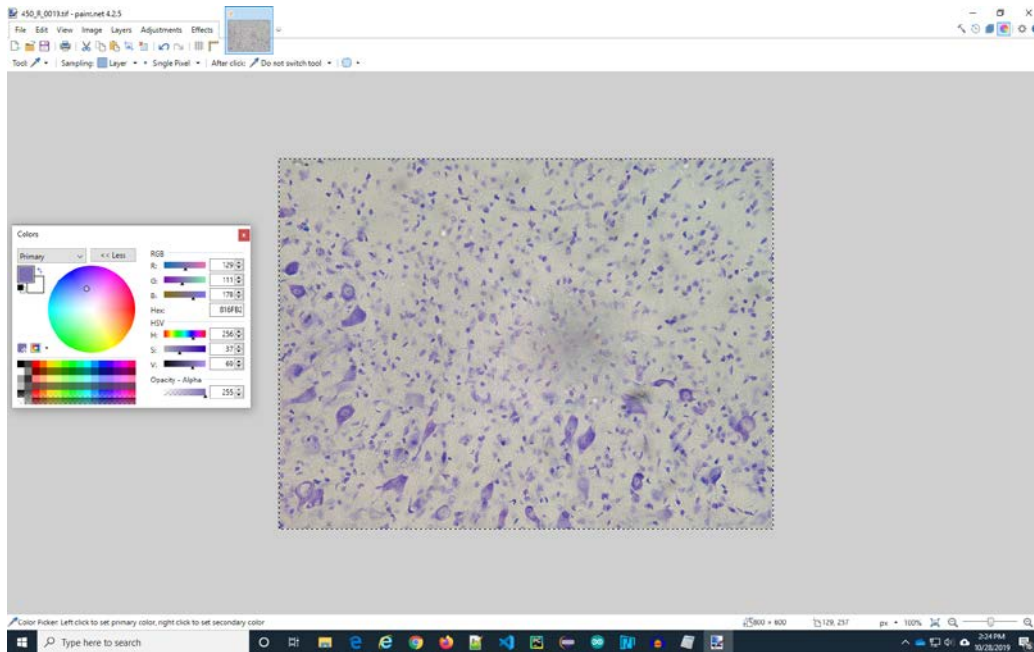 450_R_0019.tif - paint.net 4.2.5
File Edit View Image Layers Adjustments Effects
Tool: Sampling: Layer Single Pixel After click: Do not switch tool
Colors
Primary << Less
RGB
R: 129
G: 111
B: 178
Hex: 816FB2
HSV
H: 256
S: 37
V: 69
Opacity - Alpha
255
Color Picker: Left click to set primary color, right click to set secondary color
800 × 600
129, 257
px 100%
Type here to search
2:24 PM
10/28/2019